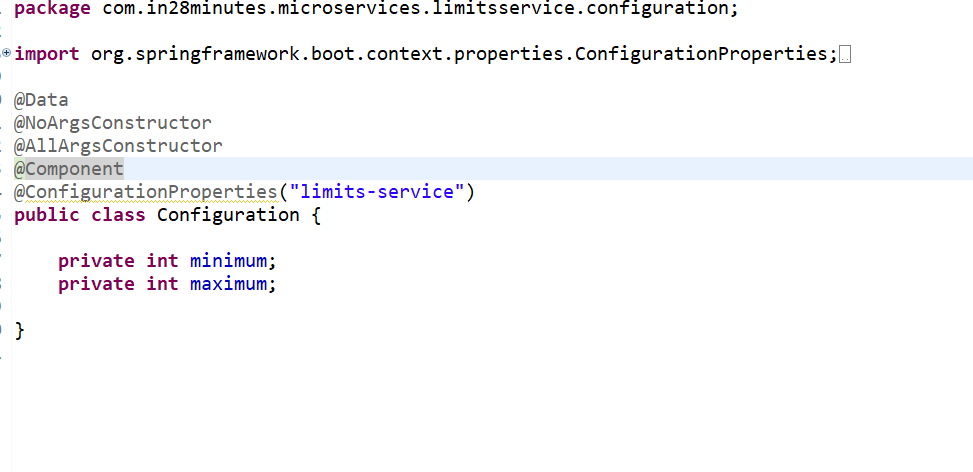 package com.in28minutes.microservices.limitsservice.configuration;
import org.springframework.boot.context.properties.ConfigurationProperties;
@Data
@NoArgsConstructor
@AllArgsConstructor
@Component
@ConfigurationProperties("limits-service")
public class Configuration {
private int minimum;
private int maximum;
}